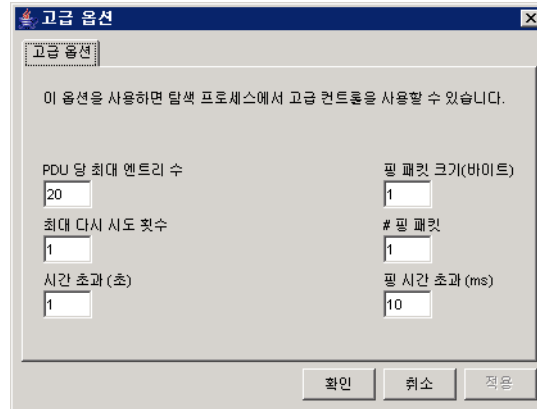 고급 옵션
고급 옵션
이 옵션을 사용하면 탐색 프로세스에서 고급 컨트롤을 사용할 수 있습니다.
PDU 당 최대 엔트리 수
20
핑 패킷 크기(바이트)
1
최대 다시 시도 횟수
1
# 핑 패킷
1
시간 초과 (초)
1
핑 시간 초과 (ms)
10
확인
취소
적용